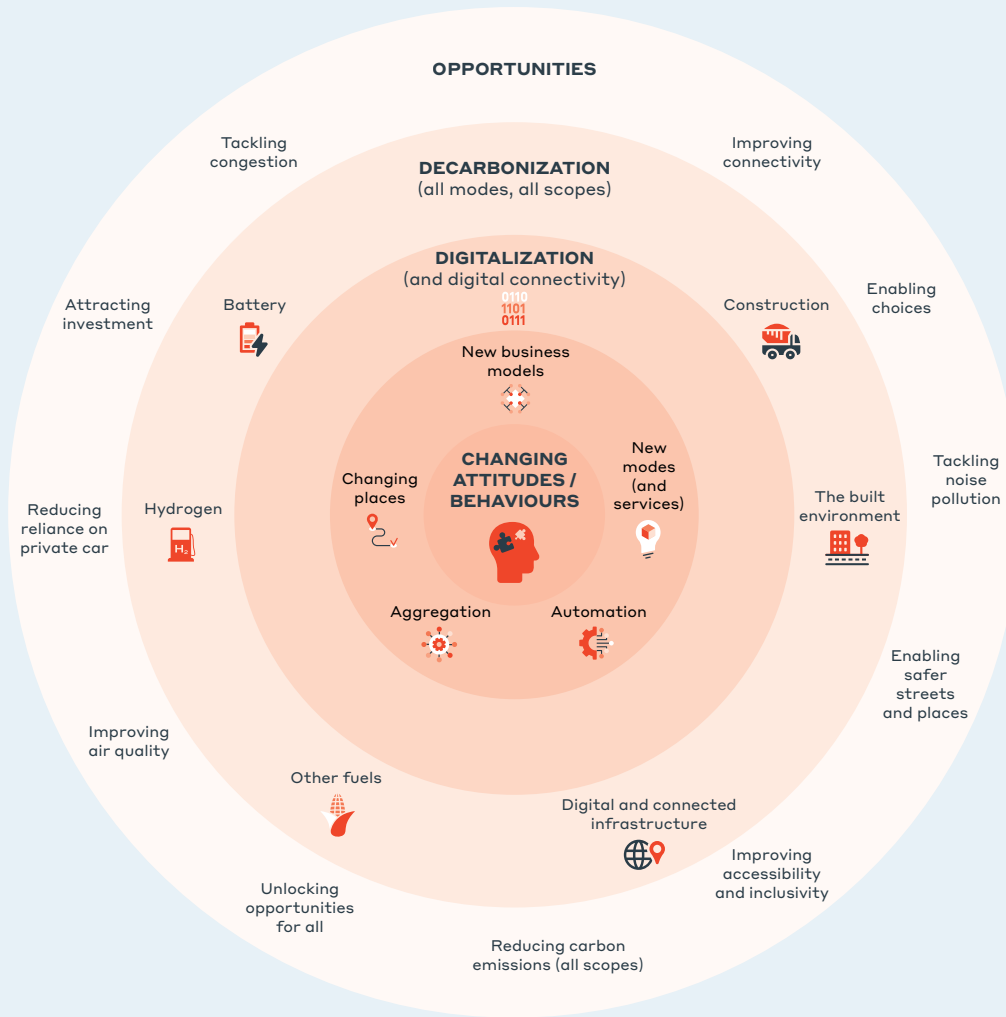 OPPORTUNITIES
Tackling
congestion
Improving
connectivity
DECARBONIZATION
(all modes, all scopes)
DIGITALIZATION
(and digital connectivity)
0110
1101
0111
Attracting
investment
Battery
Construction
Enabling
choices
New business
models
CHANGING
ATTITUDES /
BEHAVIOURS
Changing
places
New
modes
(and
services)
Tackling
noise
pollution
Reducing
reliance on
private car
Hydrogen
H₂
The built
environment
Aggregation
Automation
Enabling
safer
streets
and places
Improving
air quality
Other fuels
Digital and connected
infrastructure
Improving
accessibility
and inclusivity
Unlocking
opportunities
for all
Reducing carbon
emissions (all scopes)